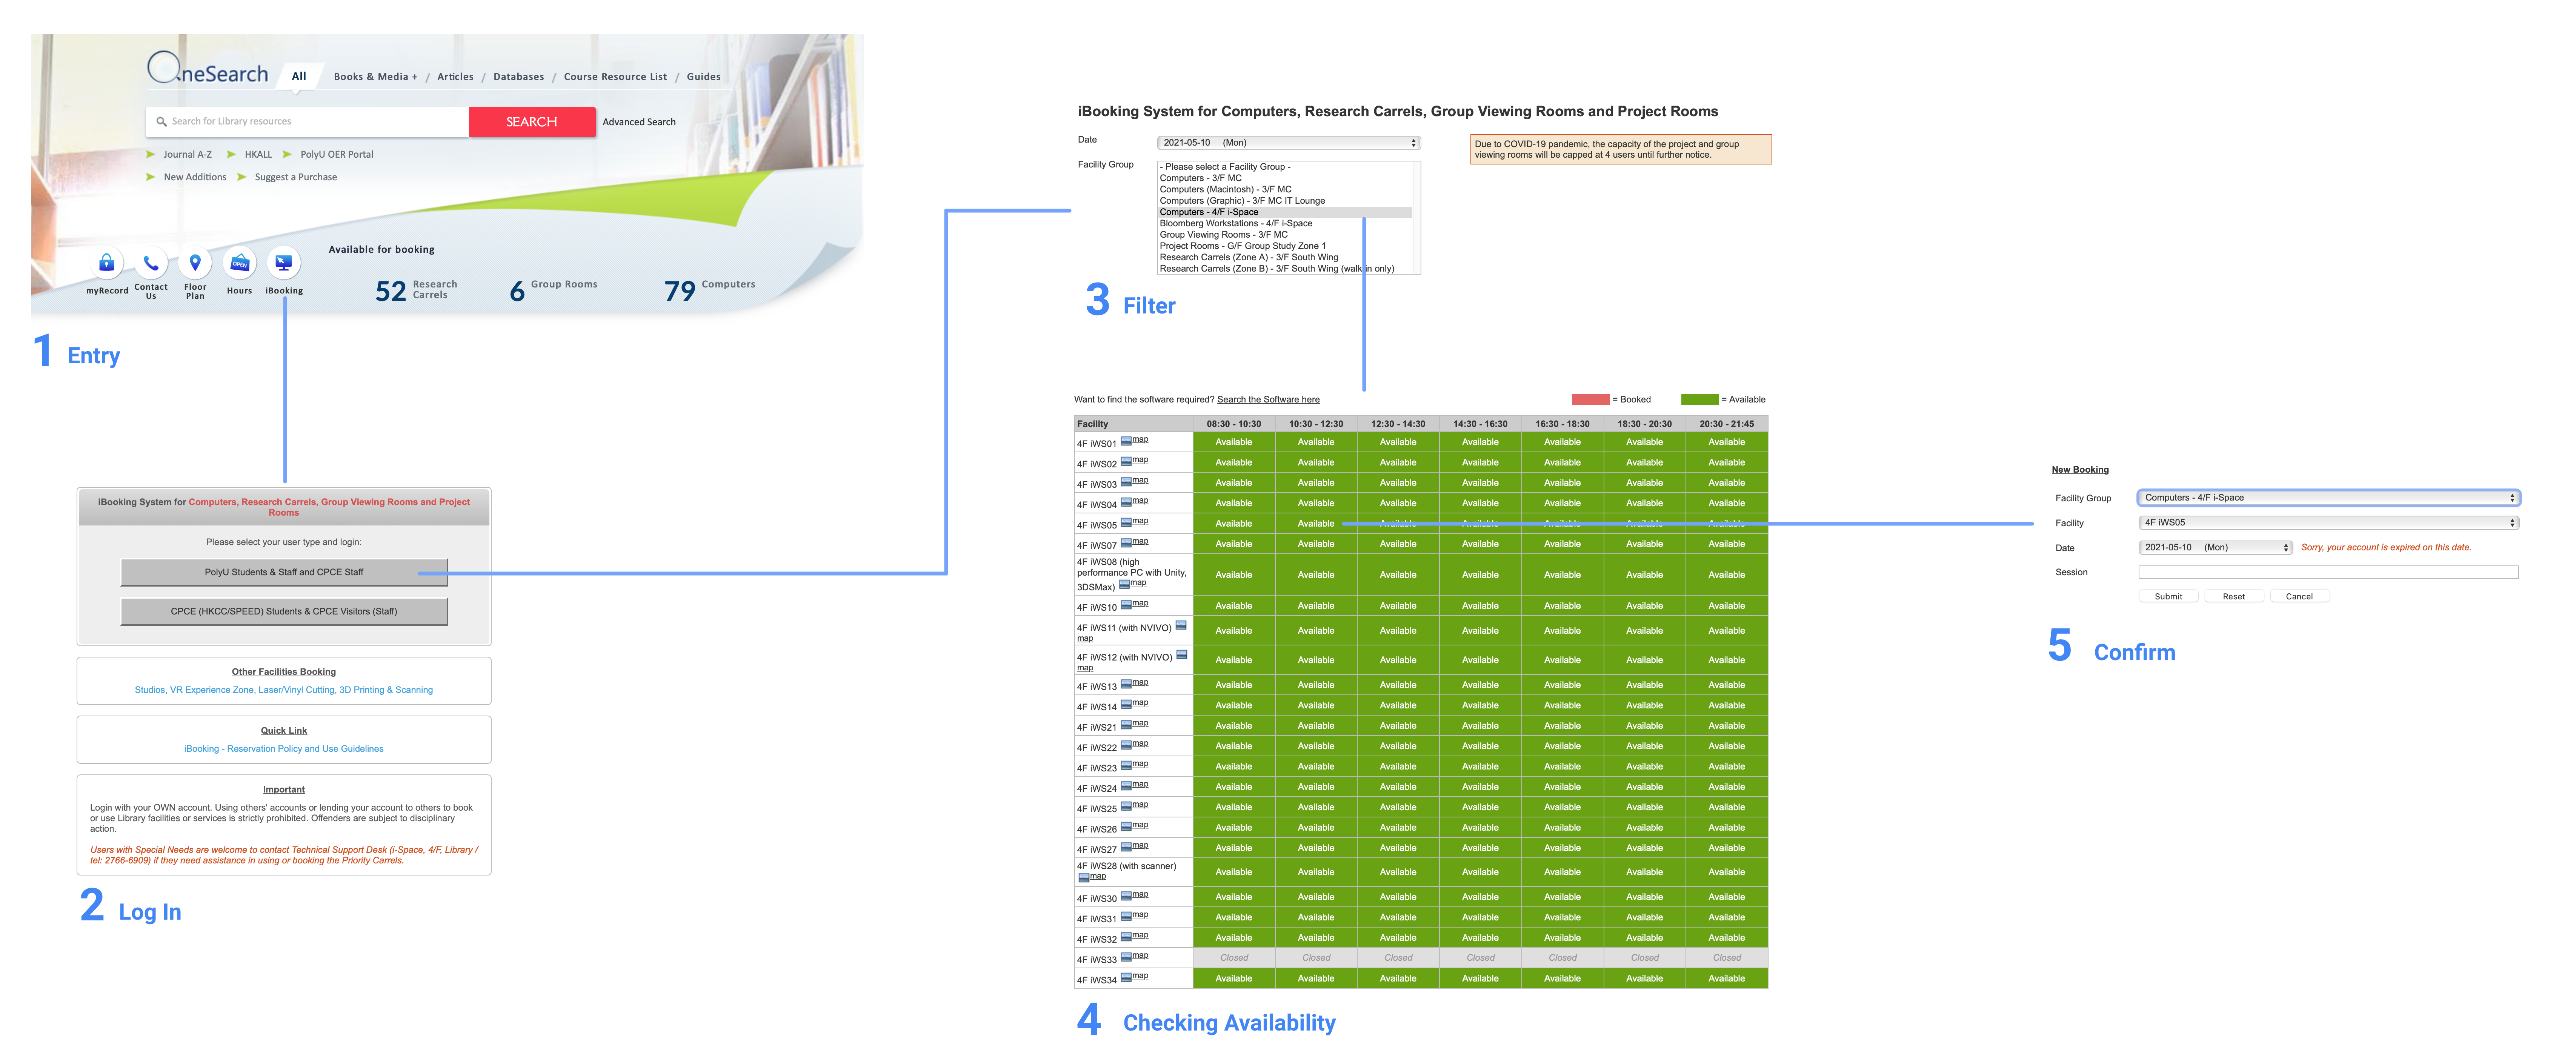 OneSearch
All
Books & Media + / Articles / Databases / Course Resource List / Guides
Search for Library resources
SEARCH
Advanced Search
Journal A-Z
HKALL
PolyU OER Portal
New Additions
Suggest a Purchase
Available for booking
OPEN
myRecord
Contact Us
Floor Plan
Hours
iBooking
52 Research Carrels
6 Group Rooms
79 Computers
1 Entry
iBooking System for Computers, Research Carrels, Group Viewing Rooms and Project
Rooms
Please select your user type and login:
PolyU Students & Staff and CPCE Staff
CPCE (HKCC/SPEED) Students & CPCE Visitors (Staff)
Other Facilities Booking
Studios, VR Experience Zone, Laser/Vinyl Cutting, 3D Printing & Scanning
Quick Link
iBooking - Reservation Policy and Use Guidelines
Important
Login with your OWN account. Using others' accounts or lending your account to others to book
or use Library facilities or services is strictly prohibited. Offenders are subject to disciplinary
action.
Users with Special Needs are welcome to contact Technical Support Desk (i-Space, 4/F, Library /
tel: 2766-6909) if they need assistance in using or booking the Priority Carrels.
2 Log In
iBooking System for Computers, Research Carrels, Group Viewing Rooms and Project Rooms
Date
2021-05-10 (Mon)
Due to COVID-19 pandemic, the capacity of the project and group
viewing rooms will be capped at 4 users until further notice.
Facility Group
- Please select a Facility Group -
Computers - 3/F MC
Computers (Macintosh) - 3/F MC
Computers (Graphic) - 3/F MC IT Lounge
Computers - 4/F i-Space
Bloomberg Workstations - 4/F i-Space
Group Viewing Rooms - 3/F MC
Project Rooms - G/F Group Study Zone 1
Research Carrels (Zone A) - 3/F South Wing
Research Carrels (Zone B) - 3/F South Wing (walk in only)
3 Filter
Want to find the software required? Search the Software here
= Booked
= Available
Facility 08:30 - 10:30 10:30 - 12:30 12:30 - 14:30 14:30 - 16:30 16:30 - 18:30 18:30 - 20:30 20:30 - 21:45
4F iWS01 map Available Available Available Available Available Available Available
4F iWS02 map Available Available Available Available Available Available Available
4F iWS03 map Available Available Available Available Available Available Available
4F iWS04 map Available Available Available Available Available Available Available
4F iWS05 map Available Available Available Available Available Available Available
4F iWS07 map Available Available Available Available Available Available Available
4F iWS08 (high
performance PC with Unity,
3DSMax) map Available Available Available Available Available Available Available
4F iWS10 map Available Available Available Available Available Available Available
4F iWS11 (with NVIVO)
map Available Available Available Available Available Available Available
4F iWS12 (with NVIVO)
map Available Available Available Available Available Available Available
4F iWS13 map Available Available Available Available Available Available Available
4F iWS14 map Available Available Available Available Available Available Available
4F iWS21 map Available Available Available Available Available Available Available
4F iWS22 map Available Available Available Available Available Available Available
4F iWS23 map Available Available Available Available Available Available Available
4F iWS24 map Available Available Available Available Available Available Available
4F iWS25 map Available Available Available Available Available Available Available
4F iWS26 map Available Available Available Available Available Available Available
4F iWS27 map Available Available Available Available Available Available Available
4F iWS28 (with scanner)
map Available Available Available Available Available Available Available
4F iWS30 map Available Available Available Available Available Available Available
4F iWS31 map Available Available Available Available Available Available Available
4F iWS32 map Available Available Available Available Available Available Available
4F iWS33 map Closed Closed Closed Closed Closed Closed Closed
4F iWS34 map Available Available Available Available Available Available Available
4 Checking Availability
New Booking
Facility Group Computers - 4/F i-Space
Facility 4F iWS05
Date 2021-05-10 (Mon) Sorry, your account is expired on this date.
Session
Submit Reset Cancel
5 Confirm